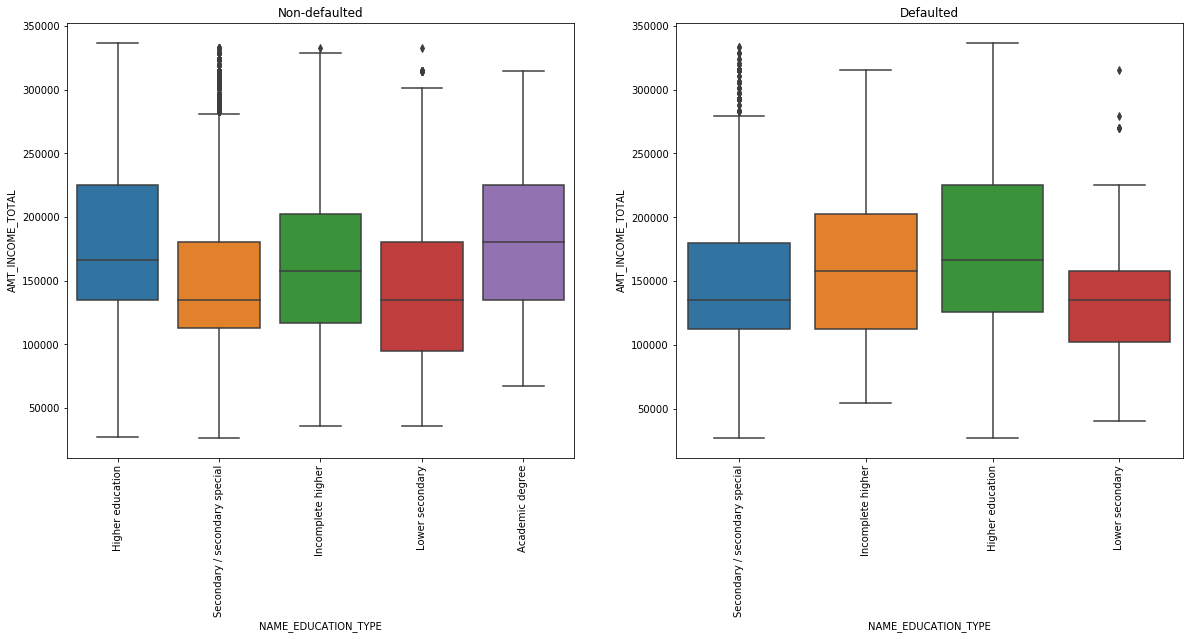 Non-defaulted
350000
300000
250000
200000
150000
100000
50000
AMT_INCOME_TOTAL
Higher education
Secondary / secondary special
Incomplete higher
Lower secondary
Academic degree
NAME_EDUCATION_TYPE
Defaulted
350000
300000
250000
200000
150000
100000
50000
AMT_INCOME_TOTAL
Secondary / secondary special
Incomplete higher
Higher education
Lower secondary
NAME_EDUCATION_TYPE